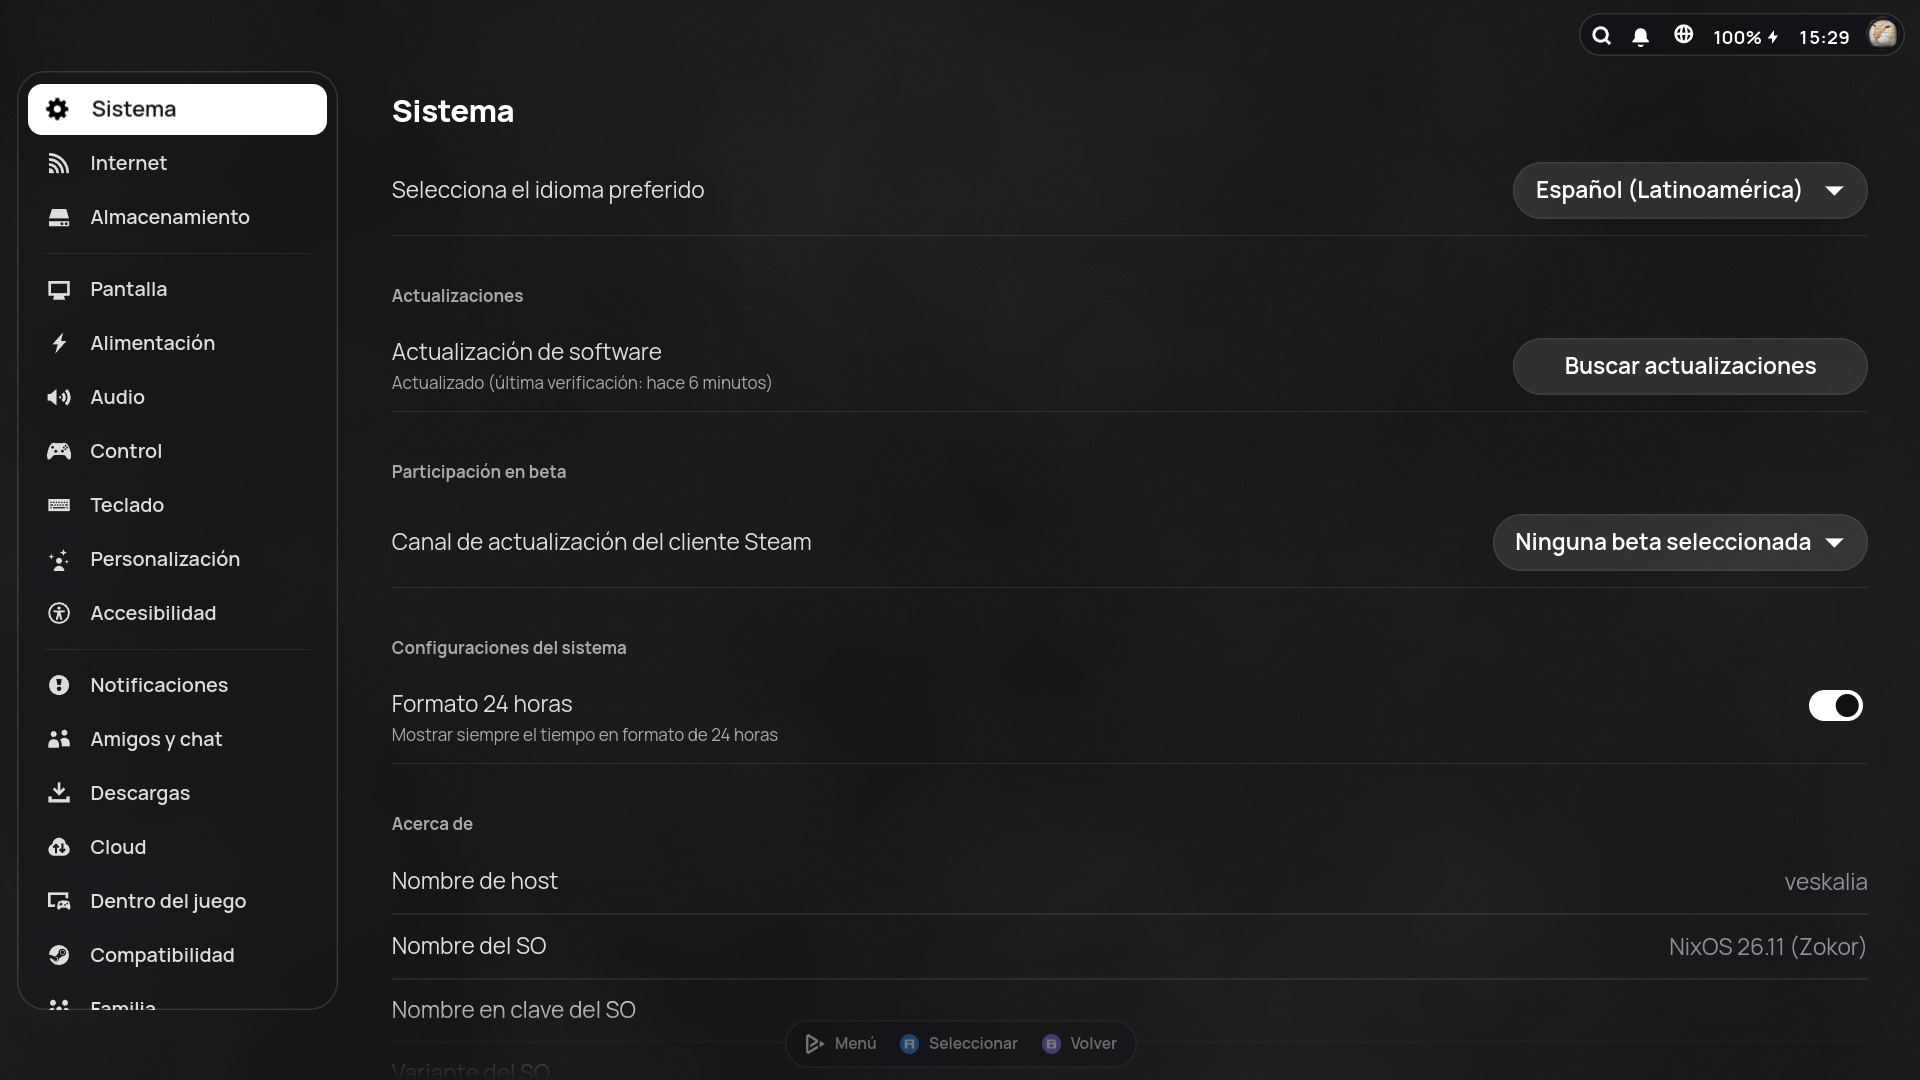 100%
15:29
Sistema
Internet
Almacenamiento
Pantalla
Alimentación
Audio
Control
Teclado
Personalización
Accesibilidad
Notificaciones
Amigos y chat
Descargas
Cloud
Dentro del juego
Compatibilidad
Familia
Sistema
Selecciona el idioma preferido
Español (Latinoamérica)
Actualizaciones
Actualización de software
Actualizado (última verificación: hace 6 minutos)
Buscar actualizaciones
Participación en beta
Canal de actualización del cliente Steam
Ninguna beta seleccionada
Configuraciones del sistema
Formato 24 horas
Mostrar siempre el tiempo en formato de 24 horas
Acerca de
Nombre de host
veskalia
Nombre del SO
NixOS 26.11 (Zokor)
Nombre en clave del SO
Variante del SO
Menú
A Seleccionar
B Volver